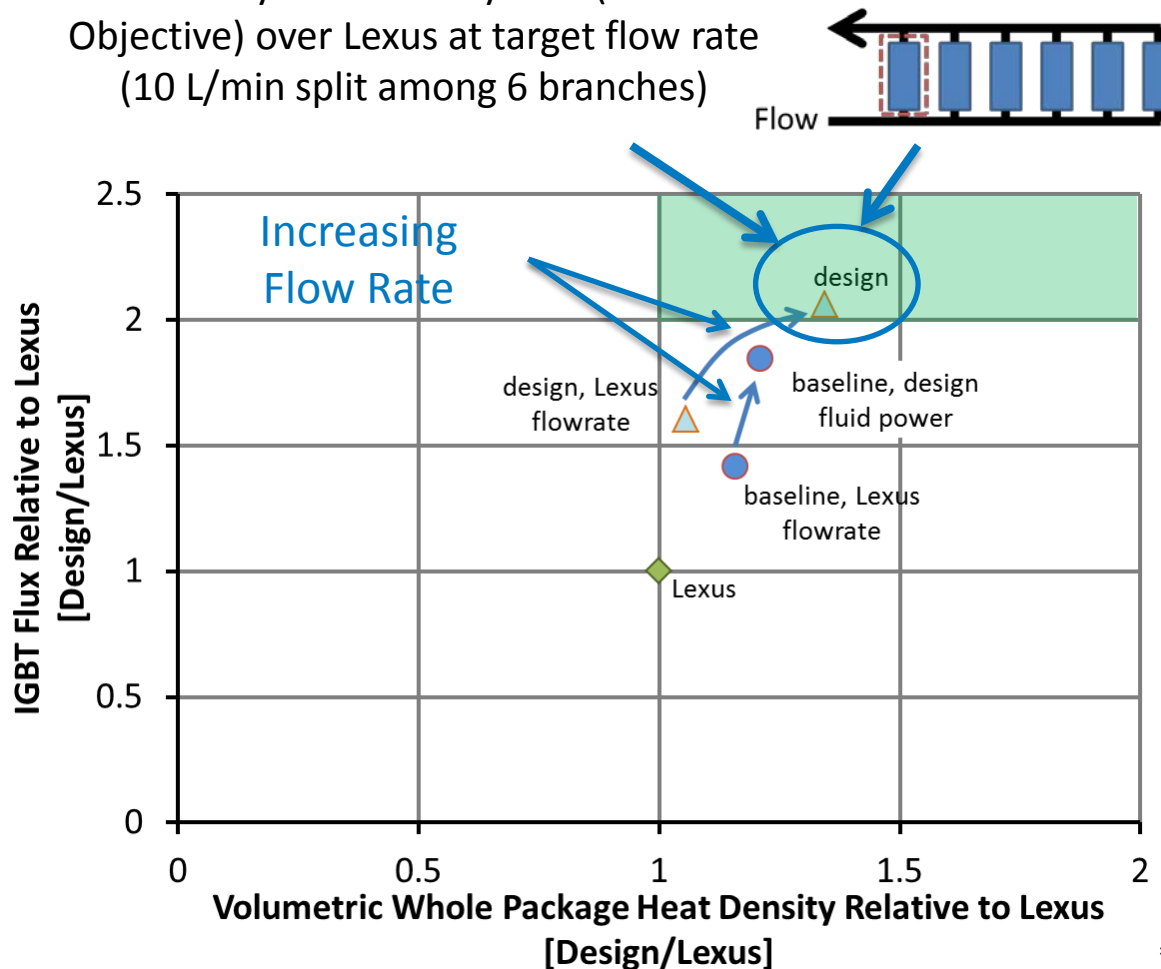 Objective) over Lexus at target flow rate
(10 L/min split among 6 branches)
Flow
2.5
2
1.5
1
0.5
0
Increasing
Flow Rate
design
design, Lexus
flowrate
baseline, design
fluid power
baseline, Lexus
flowrate
Lexus
0
0.5
1
1.5
2
IGBT Flux Relative to Lexus
[Design/Lexus]
Volumetric Whole Package Heat Density Relative to Lexus
[Design/Lexus]